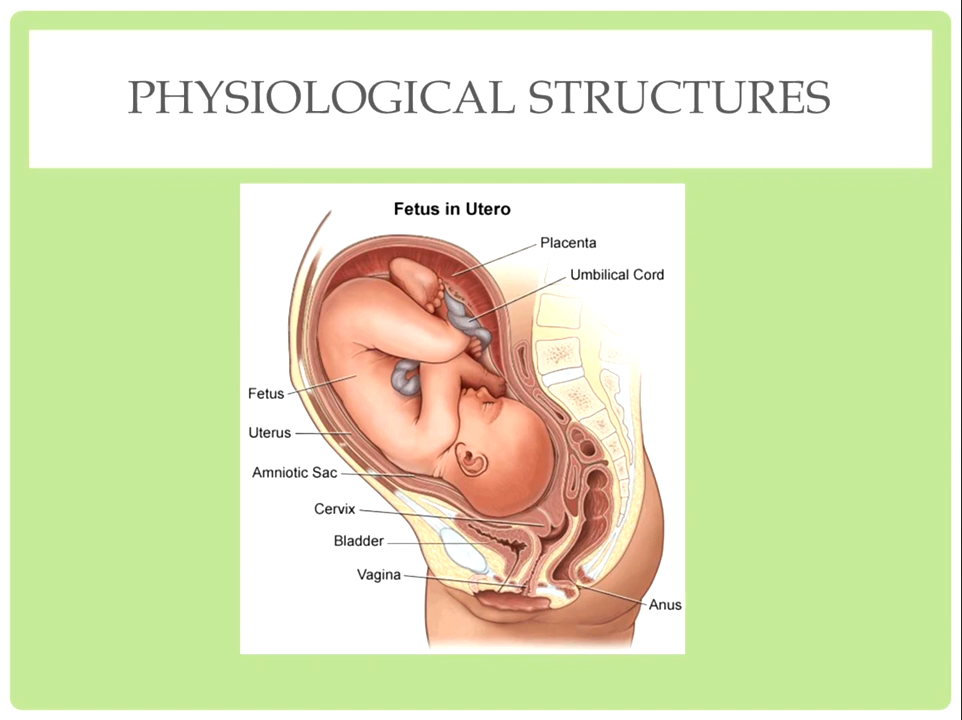 PHYSIOLOGICAL STRUCTURES
Fetus in Utero
Placenta
Umbilical Cord
Fetus
Uterus
Amniotic Sac
Cervix
Bladder
Vagina
Anus